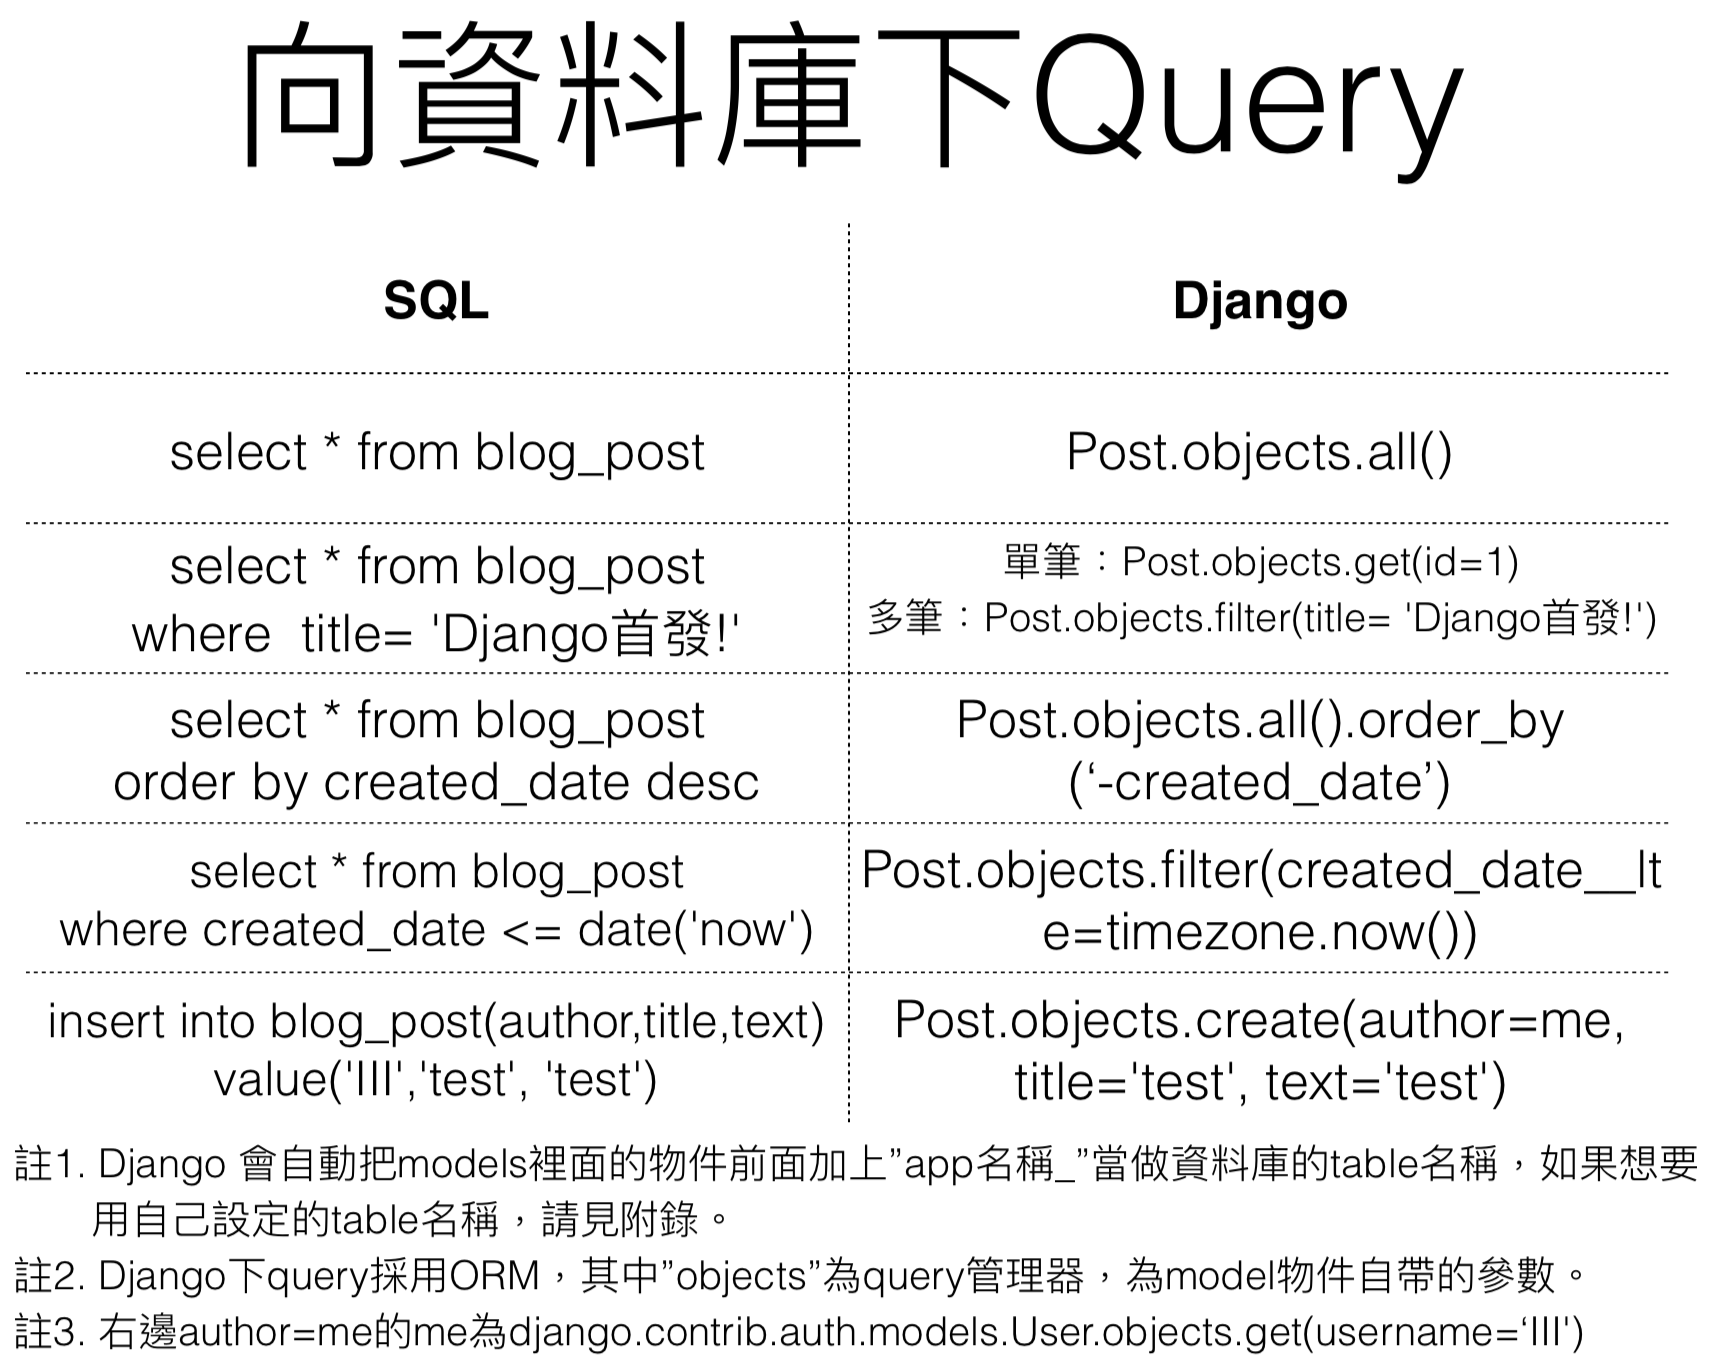 向資料庫下Query
SQL
Django
select * from blog_post
Post.objects.all()
select * from blog_post
where  title= 'Django首發!'
單筆：Post.objects.get(id=1)
多筆：Post.objects.filter(title= 'Django首發!')
select * from blog_post
order by created_date desc
Post.objects.all().order_by
(‘-created_date’)
select * from blog_post
where created_date <= date('now')
Post.objects.filter(created_date__lt
e=timezone.now())
insert into blog_post(author,title,text)
value('III','test', 'test')
Post.objects.create(author=me,
title='test', text='test')
註1. Django 會自動把models裡面的物件前面加上”app名稱_”當做資料庫的table名稱，如果想要
用自己設定的table名稱，請見附錄。
註2. Django下query採用ORM，其中”objects”為query管理器，為model物件自帶的參數。
註3. 右邊author=me的me為django.contrib.auth.models.User.objects.get(username=‘III')